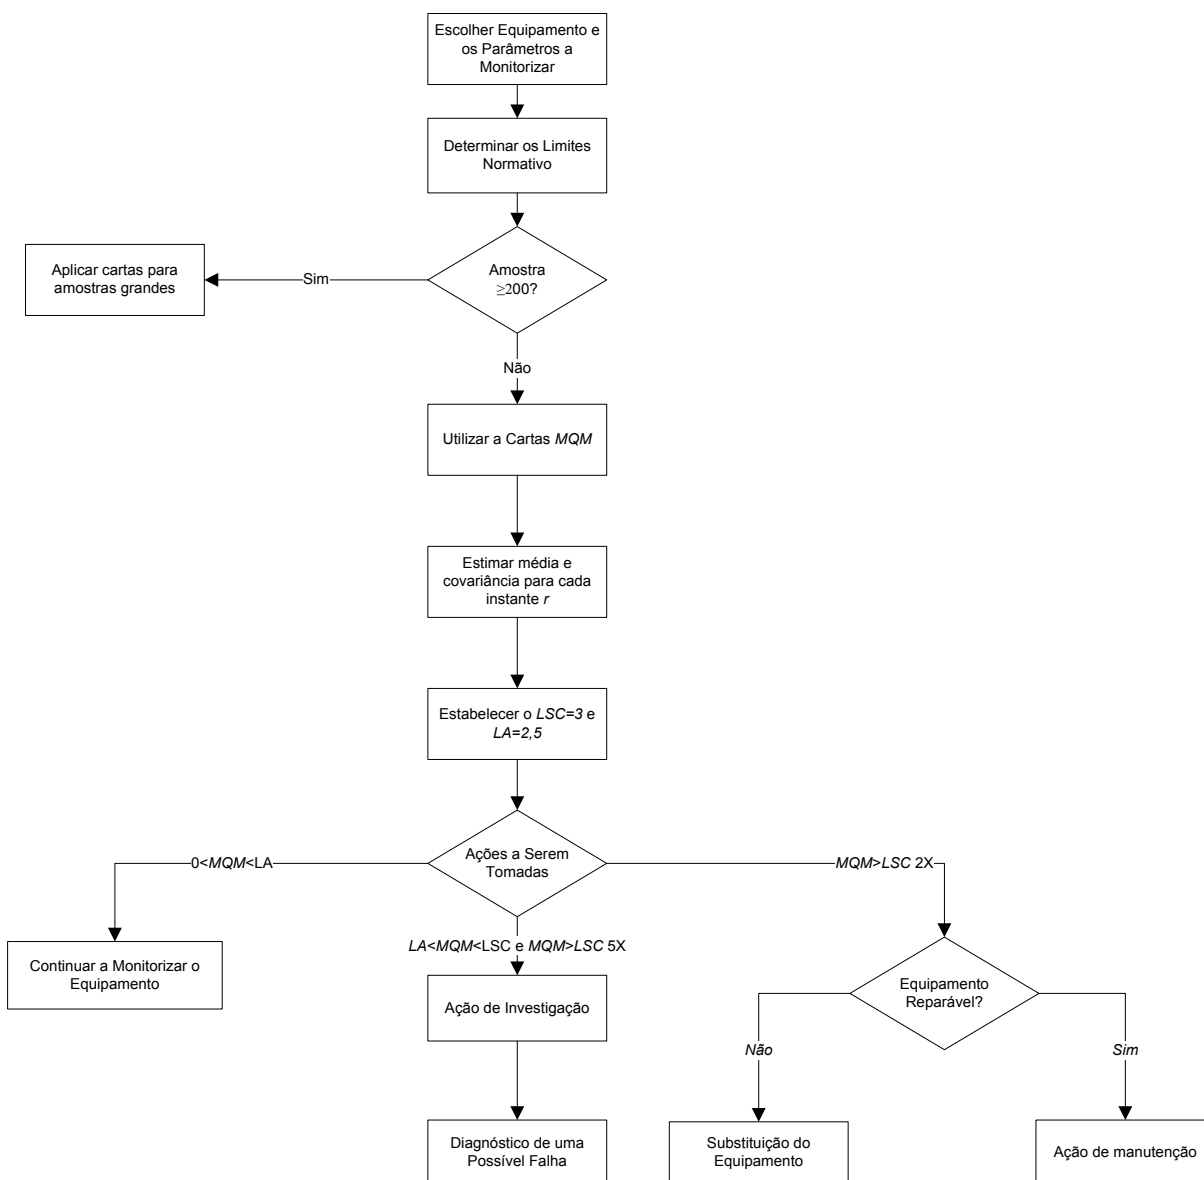 Escolher Equipamento e
os Parâmetros a
Monitorizar
Determinar os Limites
Normativo
Amostra
≥200?
Sim
Aplicar cartas para
amostras grandes
Não
Utilizar a Cartas MQM
Estimar média e
covariância para cada
instante r
Estabelecer o LSC=3 e
LA=2,5
Ações a Serem
Tomadas
0<MQM<LA
MQM>LSC 2X
LA<MQM<LSC e MQM>LSC 5X
Continuar a Monitorizar o
Equipamento
Ação de Investigação
Equipamento
Reparável?
Não
Sim
Diagnóstico de uma
Possível Falha
Substituição do
Equipamento
Ação de manutenção